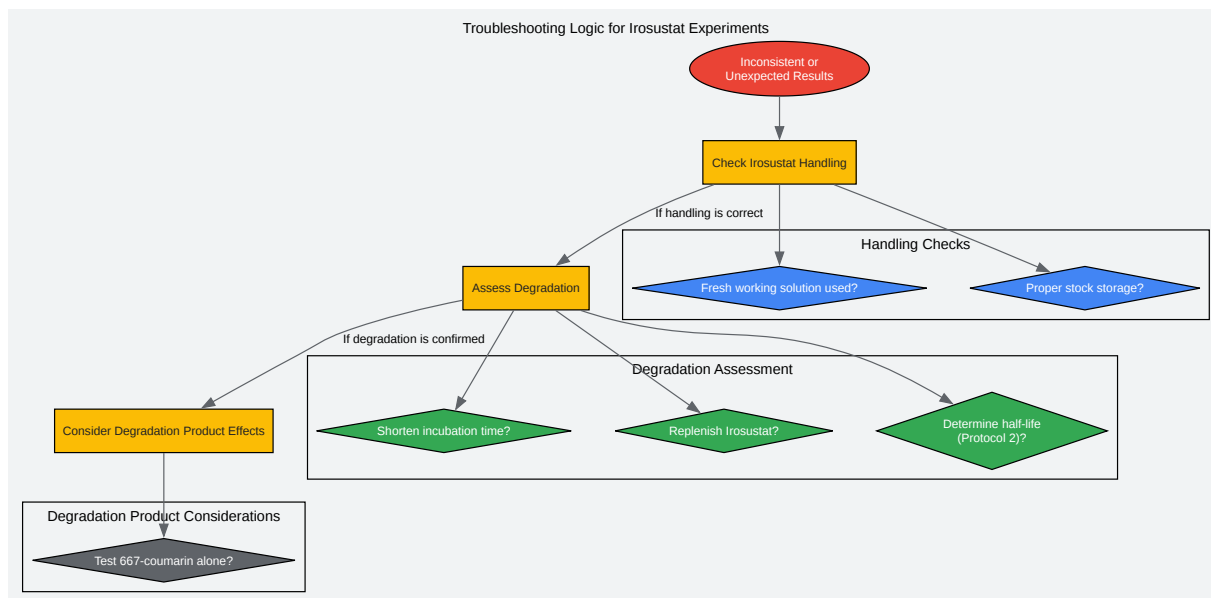 Troubleshooting Logic for Irosustat Experiments
Inconsistent or
Unexpected Results
Check Irosustat Handling
If handling is correct
Handling Checks
Assess Degradation
Fresh working solution used?
Proper stock storage?
If degradation is confirmed
Degradation Assessment
Consider Degradation Product Effects
Shorten incubation time?
Replenish Irosustat?
Determine half-life
(Protocol 2)?
Degradation Product Considerations
Test 667-coumarin alone?